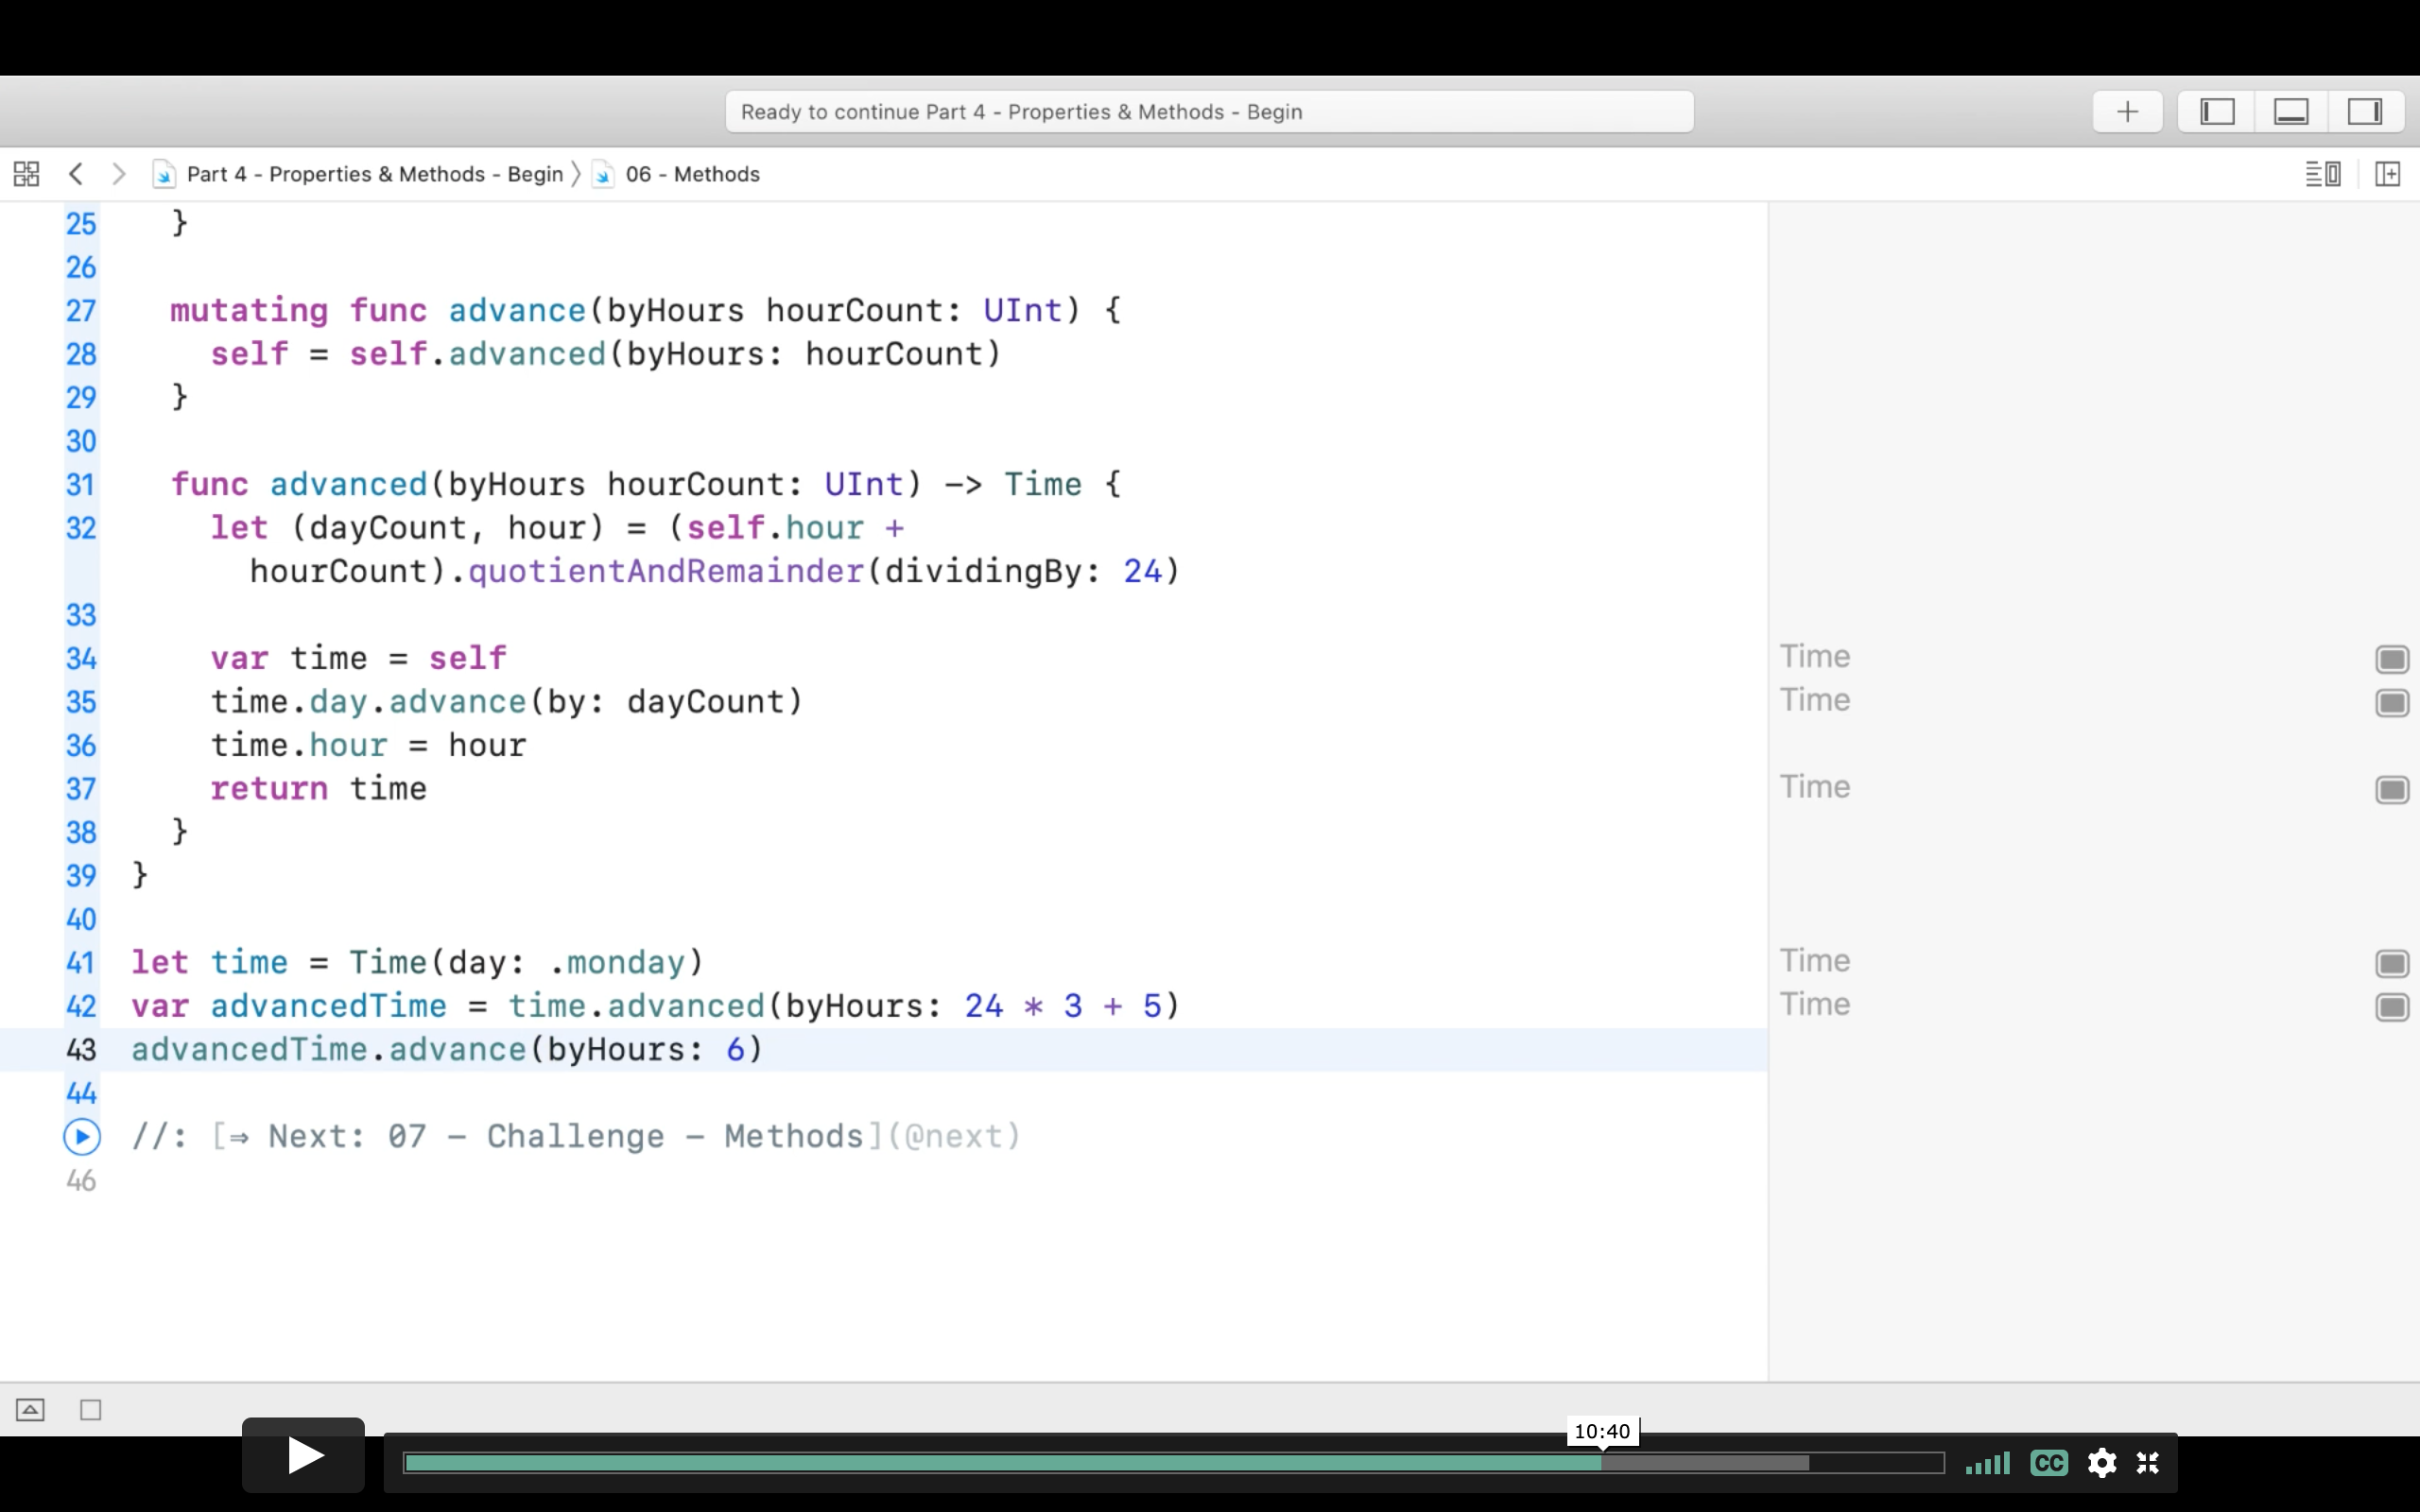 Ready to continue Part 4 - Properties & Methods - Begin
Part 4 - Properties & Methods - Begin 〉 06 - Methods
25 }
26
27 mutating func advance(byHours hourCount: UInt) {
28 self = self.advanced(byHours: hourCount)
29 }
30
31 func advanced(byHours hourCount: UInt) -> Time {
32 let (dayCount, hour) = (self.hour +
hourCount).quotientAndRemainder(dividingBy: 24)
33
34 var time = self Time
35 time.day.advance(by: dayCount) Time
36 time.hour = hour
37 return time Time
38 }
39 }
40
41 let time = Time(day: .monday) Time
42 var advancedTime = time.advanced(byHours: 24 * 3 + 5) Time
43 advancedTime.advance(byHours: 6)
44
//: [⇒ Next: 07 - Challenge - Methods](@next)
46
10:40
CC